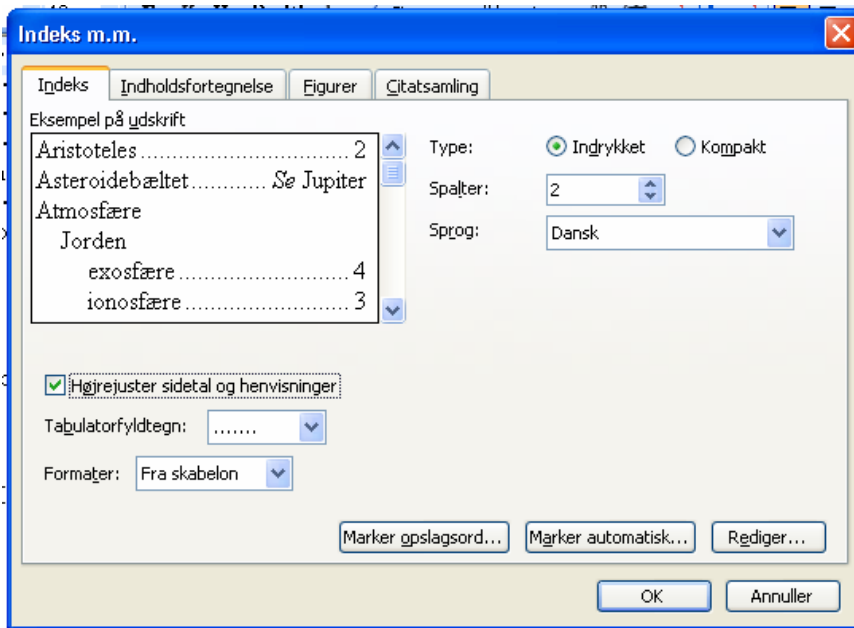 Indeks m.m.
Indeks Indholdsfortegnelse Figurer Citatsamling
Eksempel på udskrift
Aristoteles .............................. 2
Asteroidebæltet............ Se Jupiter
Atmosfære
Jorden
exosfære ......................... 4
ionosfære ......................... 3
Type: Indrykket Kompakt
Spalter: 2
Sprog: Dansk
Højrejuster sidetal og henvisninger
Tabulatorfyldtegn: .......
Formater: Fra skabelon
Marker opslagsord... Marker automatisk... Rediger...
OK Annuller